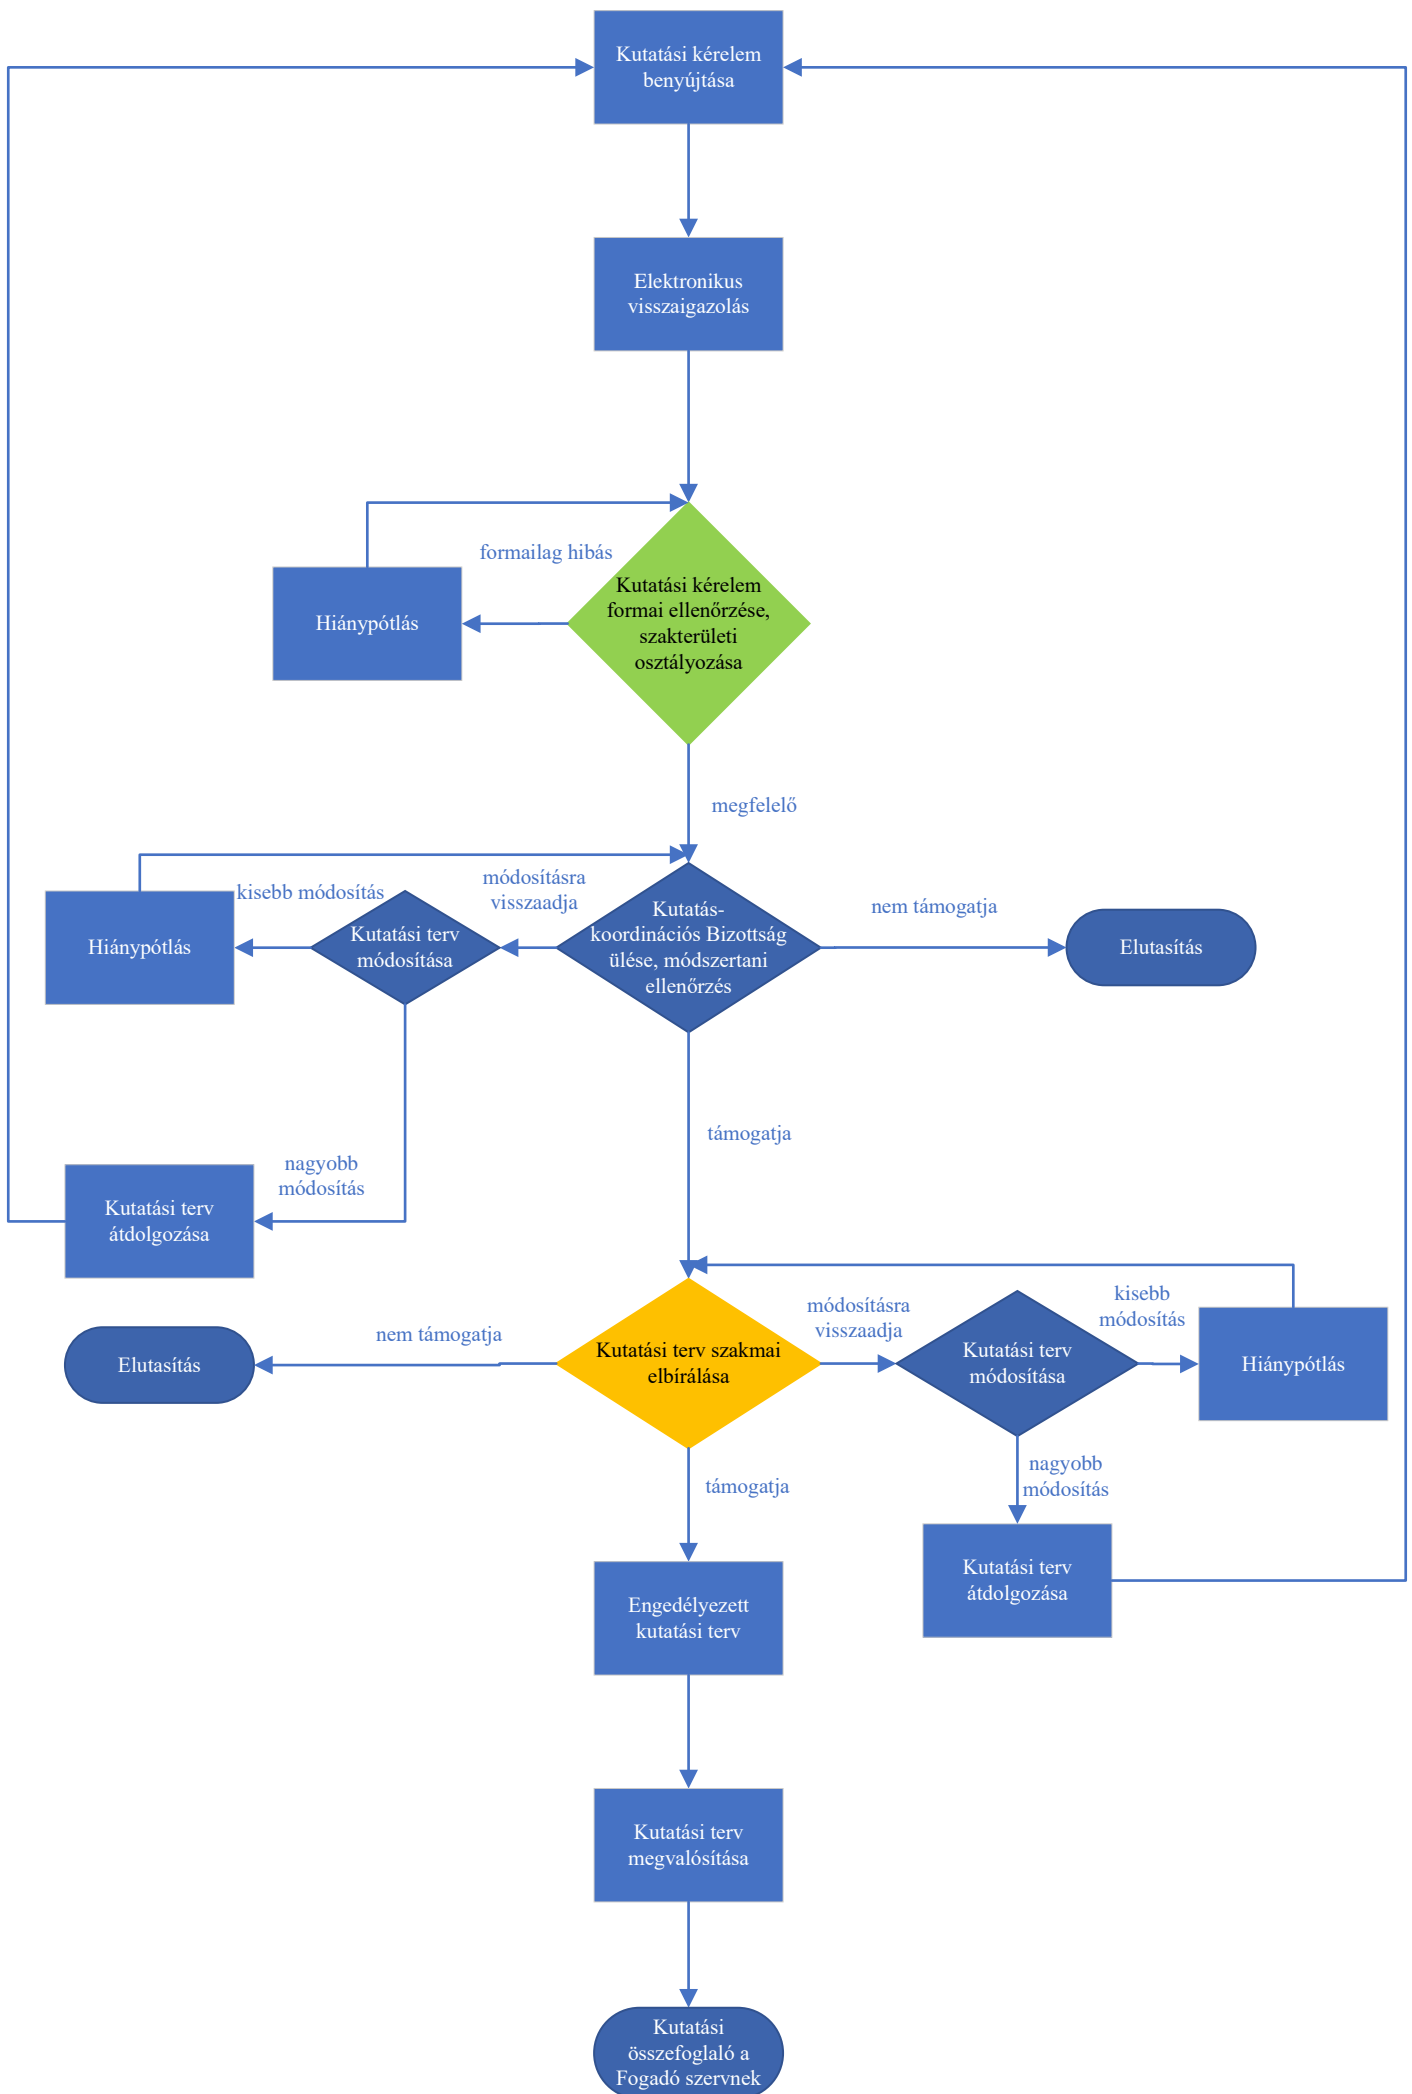 Kutatási kérelem
benyújtása
Elektronikus
visszaigazolás
formailag hibás
Hiánypótlás
Kutatási kérelem
formai ellenőrzése,
szakterületi
osztályozása
megfelelő
kisebb módosítás
módosításra
visszaadja
nem támogatja
Hiánypótlás
Kutatási terv
módosítása
Kutatás-
koordinációs Bizottság
ülése, módszertani
ellenőrzés
Elutasítás
támogatja
nagyobb
módosítás
Kutatási terv
átdolgozása
nem támogatja
módosításra
visszaadja
kisebb
módosítás
Elutasítás
Kutatási terv szakmai
elbírálása
Kutatási terv
módosítása
Hiánypótlás
támogatja
nagyobb
módosítás
Kutatási terv
átdolgozása
Engedélyezett
kutatási terv
Kutatási terv
megvalósítása
Kutatási
összefoglaló a
Fogadó szervnek